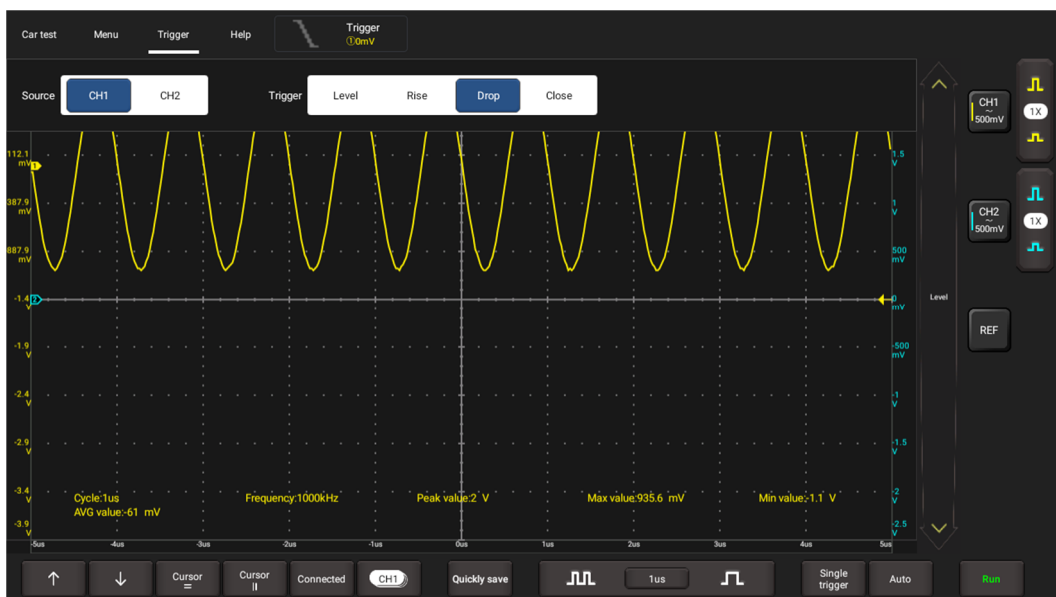 Car test
Menu
Trigger
Help
Trigger
①0mV
Source
CH1
CH2
Trigger
Level
Rise
Drop
Close
CH1
~
500mV
1X
CH2
~
500mV
1X
REF
Level
112.1
mV
1
387.9
mV
887.9
mV
-1.4
V
2
-1.9
V
-2.4
V
-2.9
V
-3.4
V
-3.9
V
1.5
V
1
V
500
mV
0
mV
-500
mV
-1
V
-1.5
V
-2
V
-2.5
V
Cycle:1us
Frequency:1000kHz
Peak value:2 V
Max value:935.6 mV
Min value:-1.1 V
AVG value:-61 mV
-5us
-4us
-3us
-2us
-1us
0us
1us
2us
3us
4us
5us
Cursor
Cursor
Connected
CH1
Quickly save
1us
Single
trigger
Auto
Run